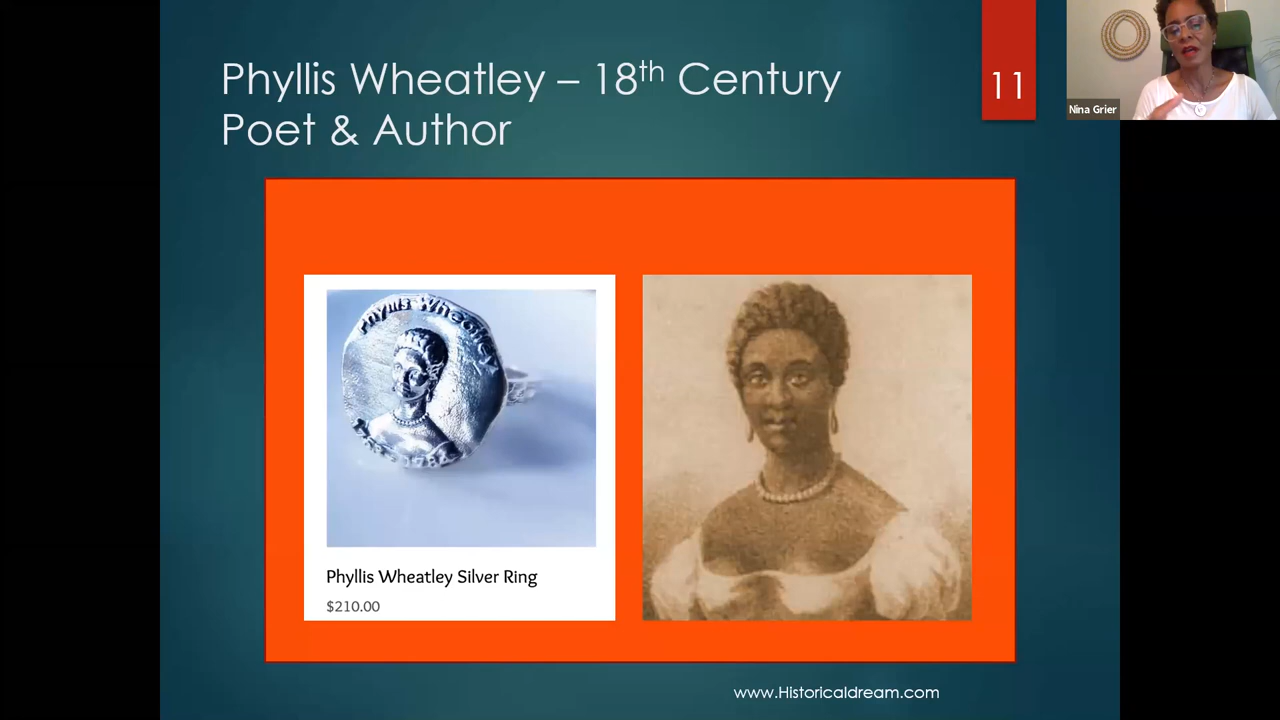 Phyllis Wheatley – 18th Century
Poet & Author
11
Nina Grier
Phyllis Wheatley
Phyllis Wheatley Silver Ring
$210.00
www.Historicaldream.com